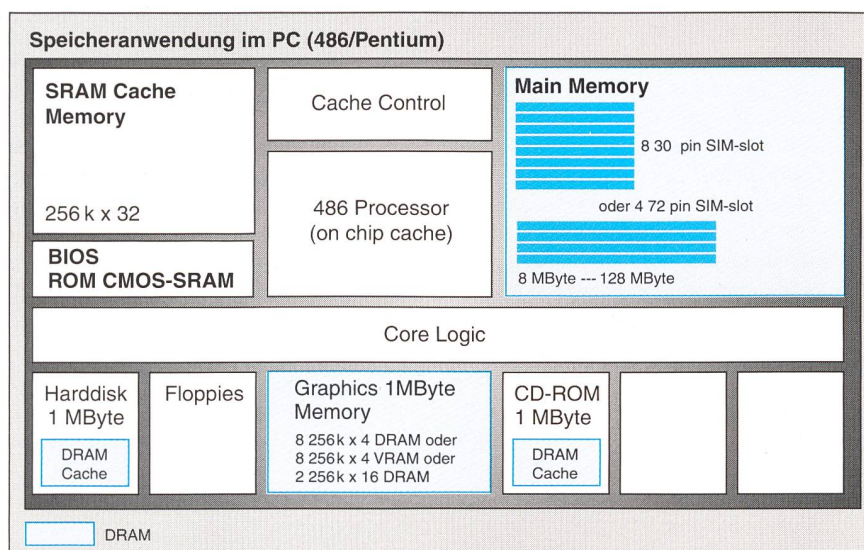 Speicheranwendung im PC (486/Pentium)
SRAM Cache
Memory
256 k x 32
BIOS
ROM CMOS-SRAM
Cache Control
486 Processor
(on chip cache)
Main Memory
8 30 pin SIM-slot
oder 4 72 pin SIM-slot
8 MByte --- 128 MByte
Core Logic
Harddisk
1 MByte
DRAM
Cache
Floppies
Graphics 1MByte
Memory
8 256k x 4 DRAM oder
8 256k x 4 VRAM oder
2 256k x 16 DRAM
CD-ROM
1 MByte
DRAM
Cache
DRAM